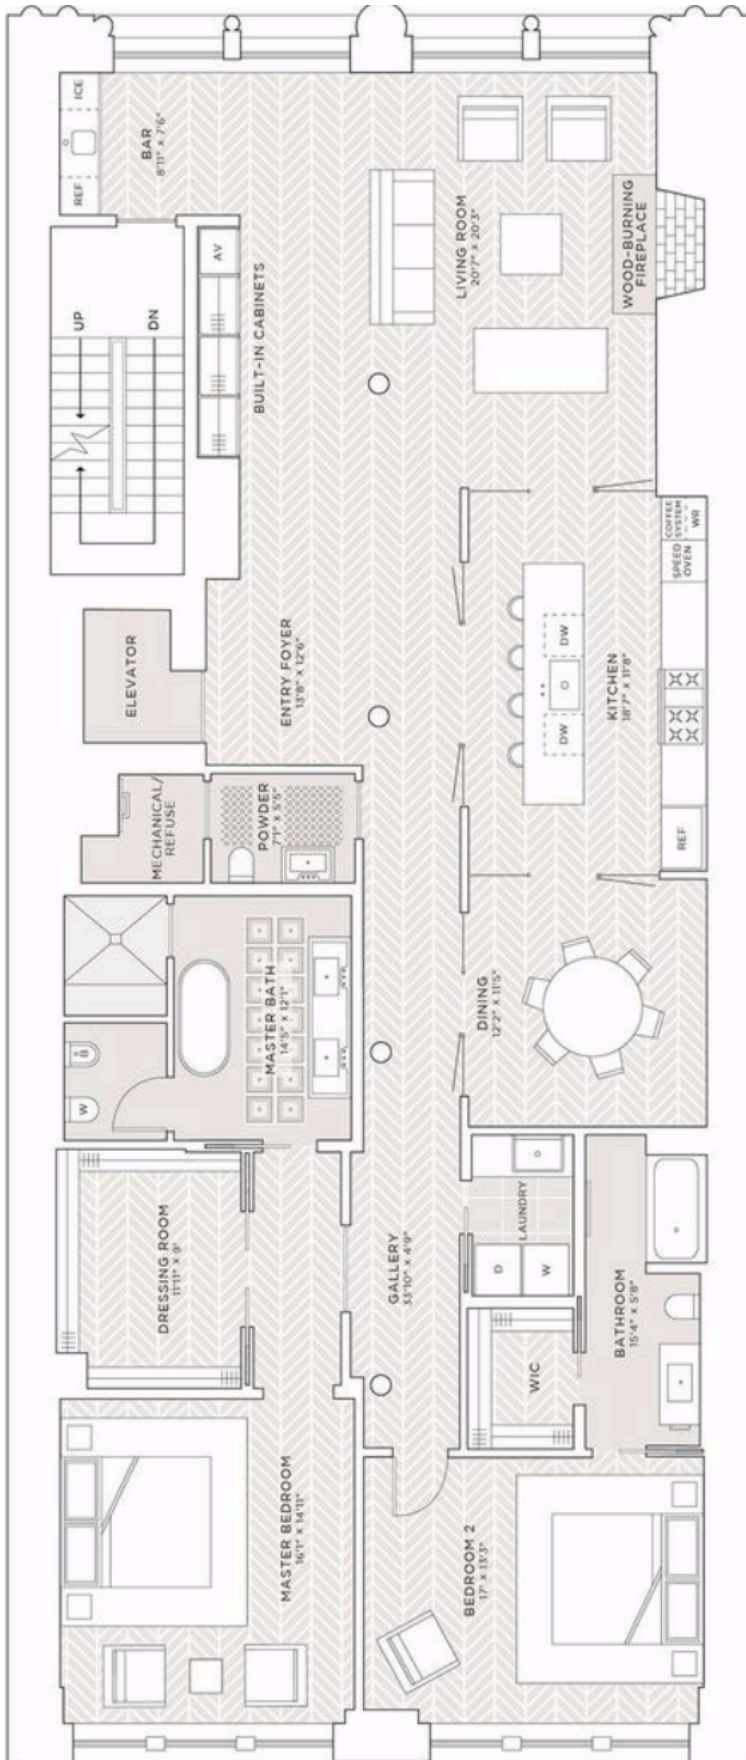 ICE
REF
BAR
8'11" X 7'6"
AV
UP
DN
BUILT-IN CABINETS
LIVING ROOM
20'7" X 20'3"
WOOD-BURNING
FIREPLACE
ELEVATOR
ENTRY FOYER
13'8" X 12'6"
COFFEE
SYSTEM
WR
SPEED
OVEN
DW
DW
KITCHEN
18'7" X 11'8"
REF
MECHANICAL/
REFUSE
POWDER
7'1" X 5'5"
MASTER BATH
14'5" X 12'1"
B
W
DINING
12'2" X 11'5"
DRESSING ROOM
11'11" X 9'
GALLERY
33'10" X 4'9"
LAUNDRY
D
W
BATHROOM
15'4" X 5'8"
WIC
MASTER BEDROOM
16'1" X 14'11"
BEDROOM 2
17' X 13'3"